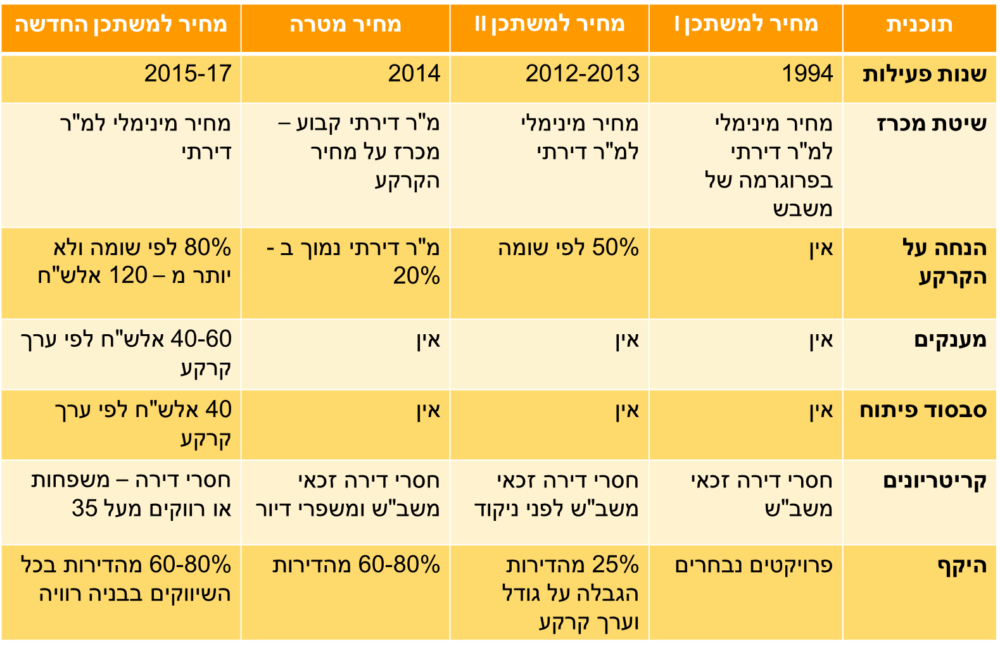 תוכנית
מחיר למשתכן I
מחיר למשתכן II
מחיר מטרה
מחיר למשתכן החדשה
שנות פעילות
1994
2012-2013
2014
2015-17
שיטת מכרז
מחיר מינימלי
למ"ר דירתי
בפרוגרמה של
משבש
מחיר מינימלי
למ"ר דירתי
מ"ר דירתי קבוע –
מכרז על מחיר
הקרקע
מחיר מינימלי למ"ר
דירתי
הנחה על
הקרקע
אין
50% לפי שומה
מ"ר דירתי נמוך ב -
20%
80% לפי שומה ולא
יותר מ – 120 אלש"ח
מענקים
אין
אין
אין
40-60 אלש"ח לפי ערך
קרקע
סבסוד פיתוח
אין
אין
אין
40 אלש"ח לפי ערך
קרקע
קריטריונים
חסרי דירה זכאי
משב"ש
חסרי דירה זכאי
משב"ש לפני ניקוד
חסרי דירה זכאי
משב"ש ומשפרי דיור
חסרי דירה – משפחות
או רווקים מעל 35
היקף
פרויקטים נבחרים
25% מהדירות
הגבלה על גודל
וערך קרקע
60-80% מהדירות
60-80% מהדירות בכל
השיווקים בבניה רוויה